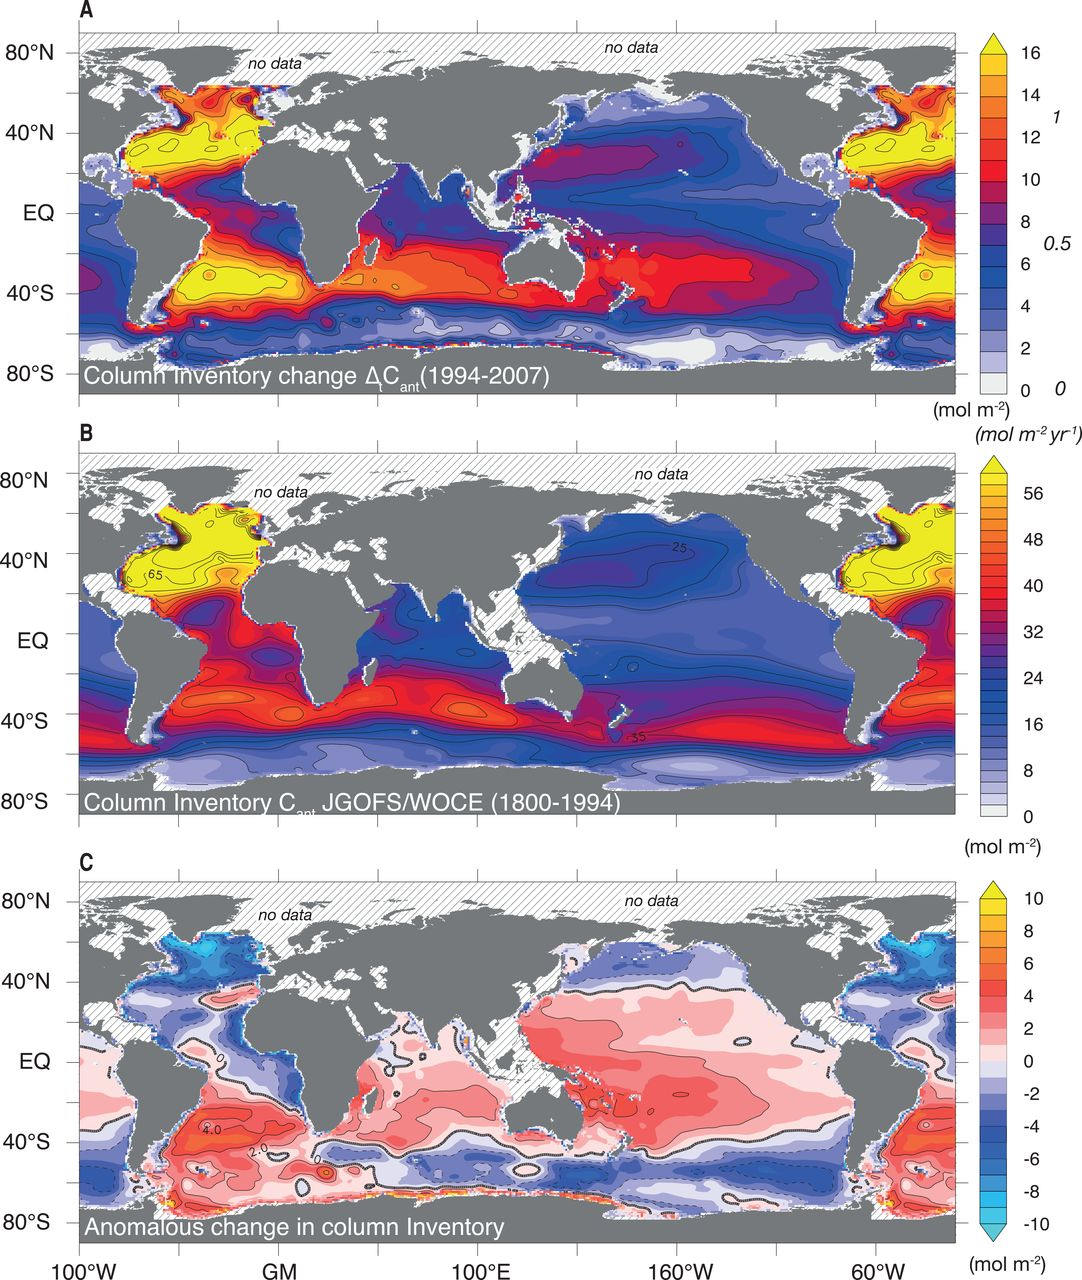 A
80°N
40°N
EQ
40°S
80°S
no data
no data
Column Inventory change ΔtCant(1994-2007)
16
14
12
10
8
6
4
2
0
1
0.5
0
(mol m-2)
(mol m-2 yr-1)
B
80°N
40°N
EQ
40°S
80°S
no data
no data
65
25
35
Column Inventory Cant JGOFS/WOCE (1800-1994)
56
48
40
32
24
16
8
0
(mol m-2)
C
80°N
40°N
EQ
40°S
80°S
no data
no data
0
4.0
2.0
Anomalous change in column Inventory
10
8
6
4
2
0
-2
-4
-6
-8
-10
(mol m-2)
100°W
GM
100°E
160°W
60°W